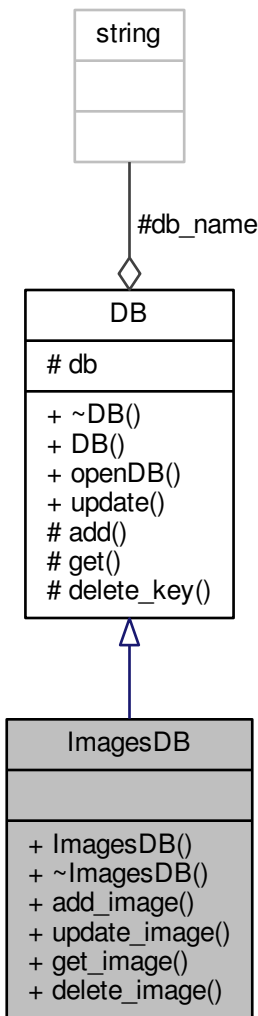 string
#db_name
DB
# db
+ ~DB()
+ DB()
+ openDB()
+ update()
# add()
# get()
# delete_key()
ImagesDB
+ ImagesDB()
+ ~ImagesDB()
+ add_image()
+ update_image()
+ get_image()
+ delete_image()